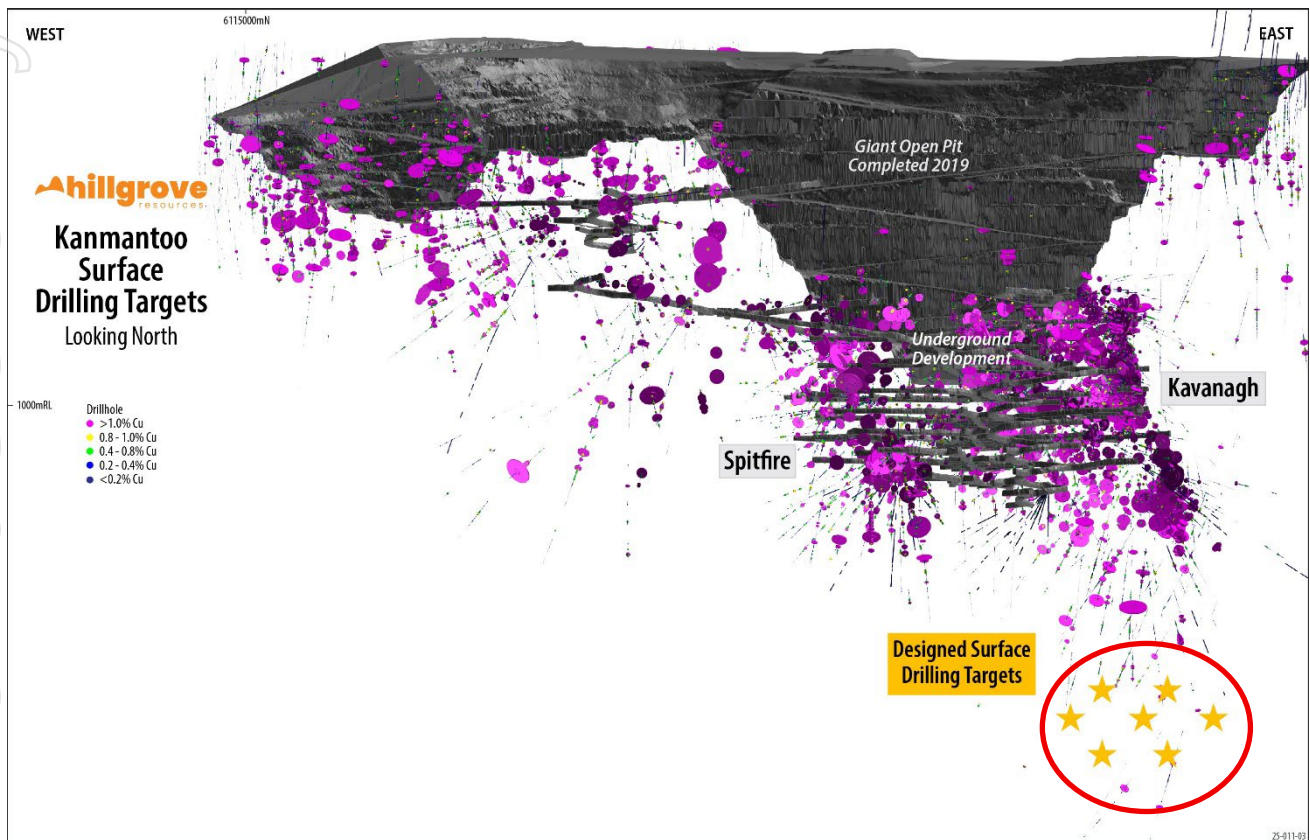 WEST
6115000mN
EAST
Giant Open Pit
Completed 2019
hillgrove
resources
Kanmantoo
Surface
Drilling Targets
Looking North
Underground
Development
Kavanagh
1000mRL
Drillhole
>1.0% Cu
0.8 - 1.0% Cu
0.4 - 0.8% Cu
0.2 - 0.4% Cu
<0.2% Cu
Spitfire
Designed Surface
Drilling Targets
25-011-03